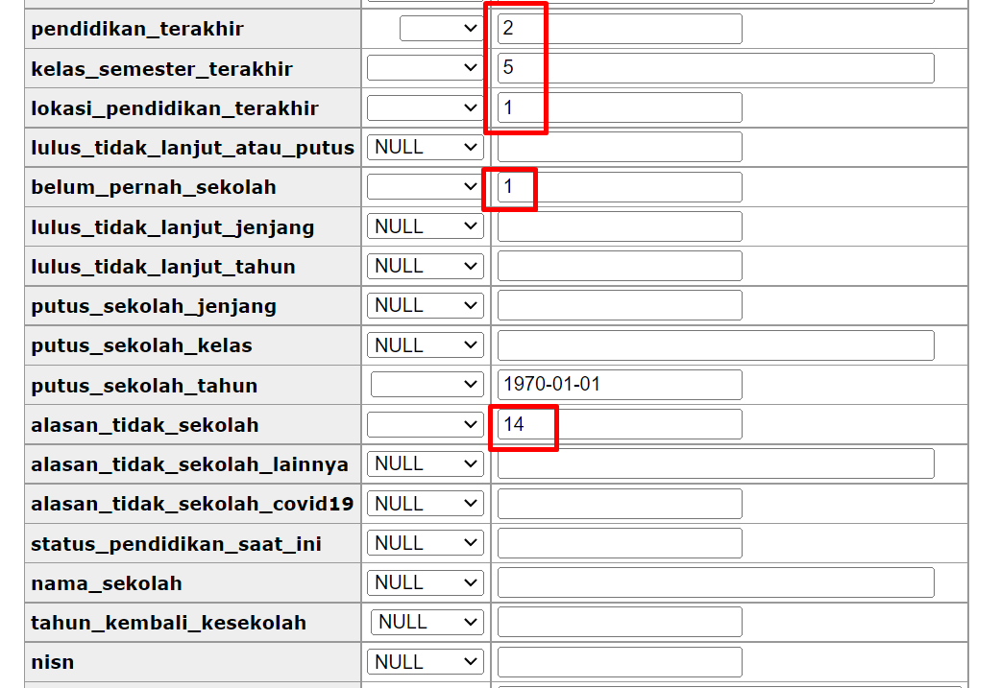 pendidikan_terakhir 2
kelas_semester_terakhir 5
lokasi_pendidikan_terakhir 1
lulus_tidak_lanjut_atau_putus NULL
belum_pernah_sekolah 1
lulus_tidak_lanjut_jenjang NULL
lulus_tidak_lanjut_tahun NULL
putus_sekolah_jenjang NULL
putus_sekolah_kelas NULL
putus_sekolah_tahun 1970-01-01
alasan_tidak_sekolah 14
alasan_tidak_sekolah_lainnya NULL
alasan_tidak_sekolah_covid19 NULL
status_pendidikan_saat_ini NULL
nama_sekolah NULL
tahun_kembali_kesekolah NULL
nisn NULL